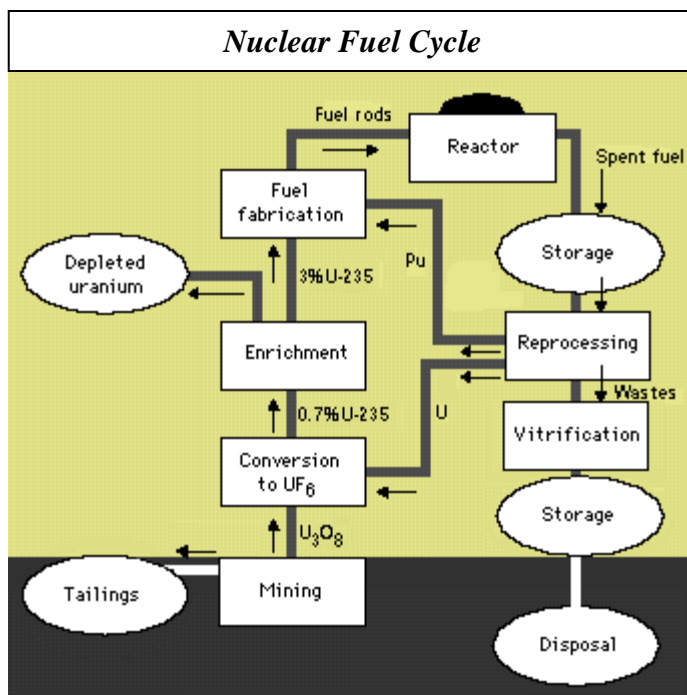 Nuclear Fuel Cycle
Fuel rods
Reactor
Spent fuel
Fuel
fabrication
Storage
Depleted
uranium
Pu
3%U-235
Enrichment
Reprocessing
0.7%U-235
U
Wastes
Vitrification
Conversion
to UF₆
Storage
U₃O₈
Tailings
Mining
Disposal